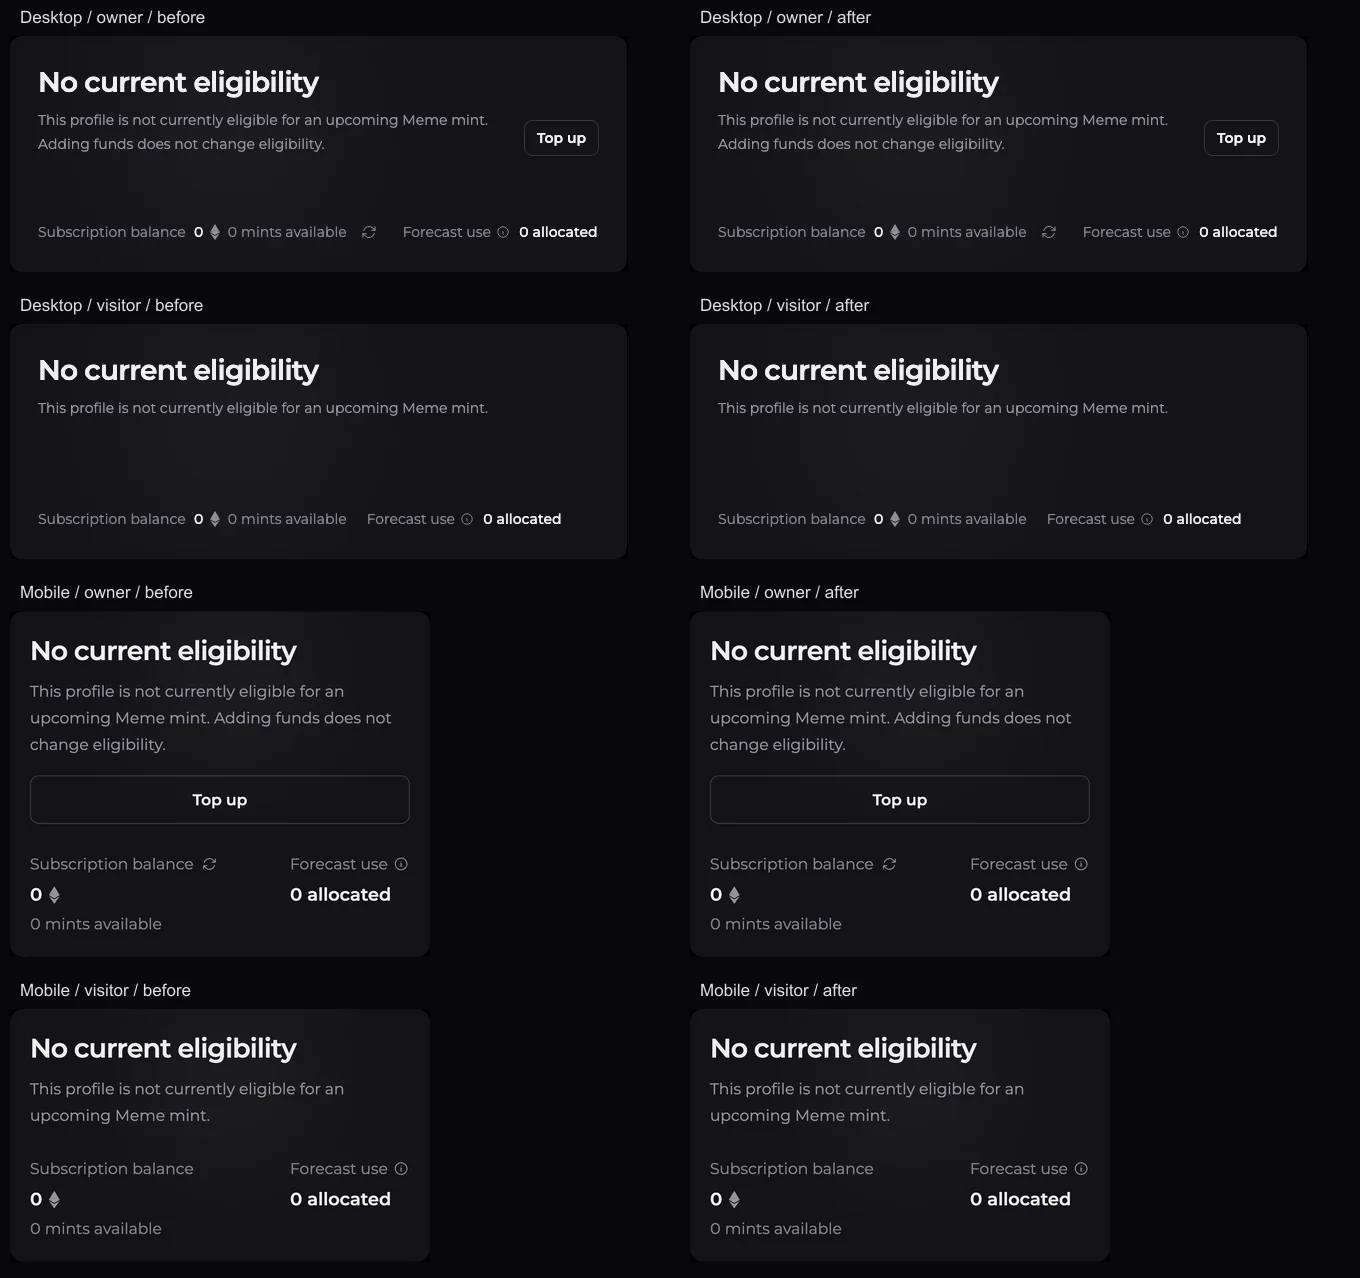 Desktop / owner / before
No current eligibility
This profile is not currently eligible for an upcoming Meme mint.
Adding funds does not change eligibility.
Top up
Subscription balance 0 0 mints available Forecast use 0 allocated
Desktop / owner / after
No current eligibility
This profile is not currently eligible for an upcoming Meme mint.
Adding funds does not change eligibility.
Top up
Subscription balance 0 0 mints available Forecast use 0 allocated
Desktop / visitor / before
No current eligibility
This profile is not currently eligible for an upcoming Meme mint.
Subscription balance 0 0 mints available Forecast use 0 allocated
Desktop / visitor / after
No current eligibility
This profile is not currently eligible for an upcoming Meme mint.
Subscription balance 0 0 mints available Forecast use 0 allocated
Mobile / owner / before
No current eligibility
This profile is not currently eligible for an
upcoming Meme mint. Adding funds does not
change eligibility.
Top up
Subscription balance Forecast use
0 0 allocated
0 mints available
Mobile / owner / after
No current eligibility
This profile is not currently eligible for an
upcoming Meme mint. Adding funds does not
change eligibility.
Top up
Subscription balance Forecast use
0 0 allocated
0 mints available
Mobile / visitor / before
No current eligibility
This profile is not currently eligible for an
upcoming Meme mint.
Subscription balance Forecast use
0 0 allocated
0 mints available
Mobile / visitor / after
No current eligibility
This profile is not currently eligible for an
upcoming Meme mint.
Subscription balance Forecast use
0 0 allocated
0 mints available